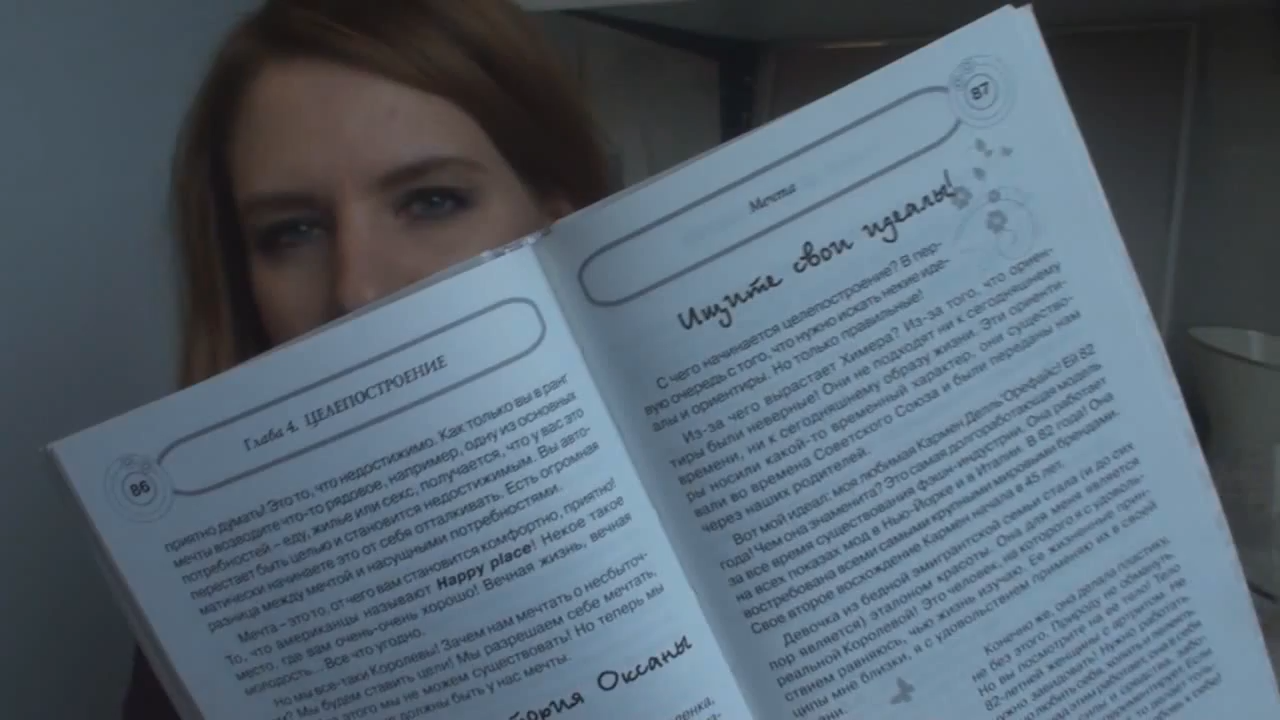 86
Глава 4. ЦЕЛЕПОСТРОЕНИЕ
приятно думать! Это то, что недостижимо. Как только вы в ранг
мечты возводите что-то рядовое, например, одну из основных
потребностей – еду, жилье или секс, получается, что у вас это
перестает быть целью и становится недостижимым. Вы авто-
матически начинаете это от себя отталкивать. Есть огромная
разница между мечтой и насущными потребностями.
Мечта – это то, от чего вам становится комфортно, приятно!
То, что американцы называют Happy place! Некое такое
место, где вам очень-очень хорошо! Вечная жизнь, вечная
молодость. Все что угодно.
Но мы все-таки Королевы! Зачем нам мечтать о несбыточ-
Мы будем ставить цели! Мы разрешаем себе мечтать,
этого мы не можем существовать! Но теперь мы
должны быть у нас мечты.
Оксаны
87
Мечта
Ищите свои идеалы!
С чего начинается целепостроение? В пер-
вую очередь с того, что нужно искать некие иде-
алы и ориентиры. Но только правильные!
Из-за чего вырастает Химера? Из-за того, что ориен-
тиры были неверные! Они не подходят ни к сегодняшнему
времени, ни к сегодняшнему образу жизни. Эти ориенти-
ры носили какой-то временный характер, они существо-
вали во времена Советского Союза и были переданы нам
через наших родителей.
Вот мой идеал: моя любимая Кармен Делль Орефайс! Ей 82
года! Чем она знаменита? Это самая долгоработающая модель
за все время существования фэшн-индустрии. Она работает
на всех показах мод в Нью-Йорке и в Италии. В 82 года! Она
востребована всеми самыми крупными мировыми брендами.
Свое второе восхождение Кармен начала в 45 лет.
Девочка из бедной эмигрантской семьи стала (и до сих
пор является) эталоном красоты. Она для меня является
реальной Королевой! Это человек, на которого я с удоволь-
ствием равняюсь, чью жизнь изучаю. Ее жизненные прин-
ципы мне близки, я с удовольствием применяю их в своей
Конечно же, она делала пластику,
не без этого. Природу не обманути.
Но вы посмотрите на ее тело! Тело
82-летней женщины с артритом. Но